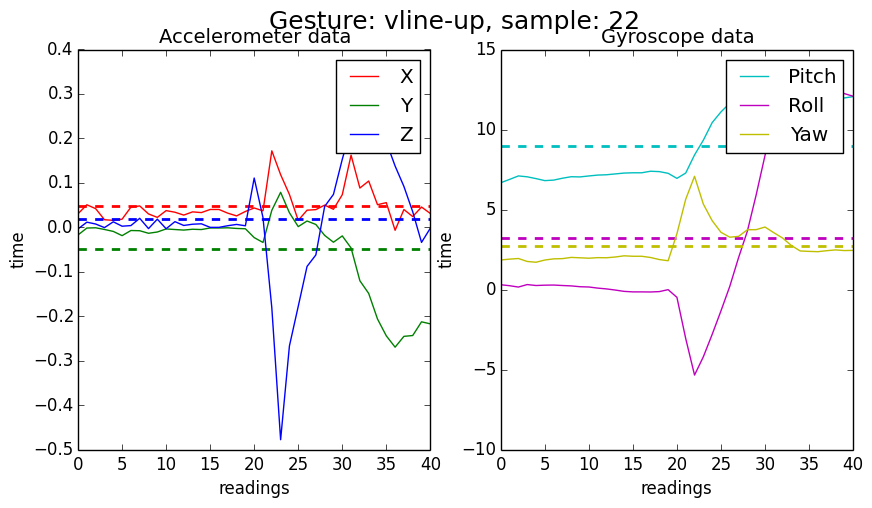 Gesture: vline-up, sample: 22
Accelerometer data
0.4
0.3
0.2
0.1
0.0
−0.1
−0.2
−0.3
−0.4
−0.5
time
0 5 10 15 20 25 30 35 40
readings
X
Y
Z
Gyroscope data
15
10
5
0
−5
−10
time
0 5 10 15 20 25 30 35 40
readings
Pitch
Roll
Yaw